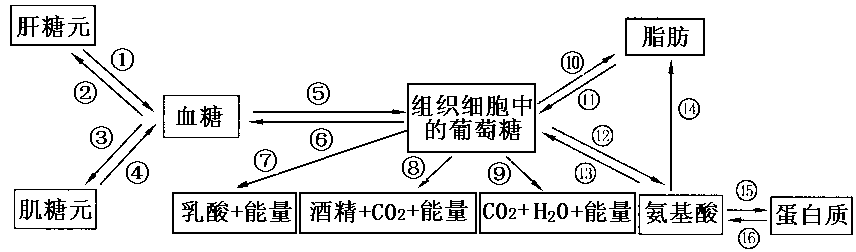 肝糖元
脂肪
①
②
⑩
⑪
⑤
组织细胞中
的葡萄糖
血糖
⑭
⑥
⑫
③
④
⑦
⑧
⑨
⑬
肌糖元
乳酸+能量
酒精+CO₂+能量
CO₂+H₂O+能量
氨基酸
⑮
⑯
蛋白质